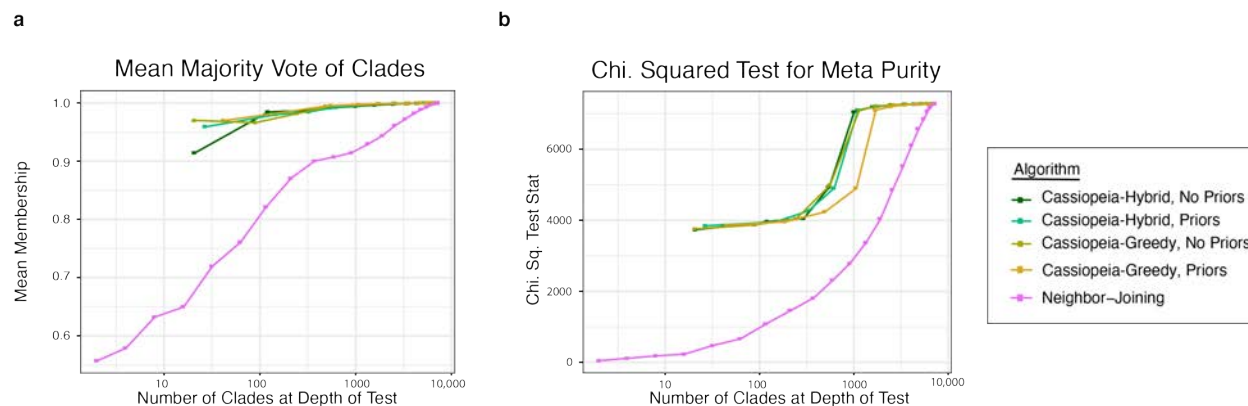 a
Mean Majority Vote of Clades
1.0
0.9
0.8
0.7
0.6
Mean Membership
10
100
1000
10,000
Number of Clades at Depth of Test
b
Chi. Squared Test for Meta Purity
6000
4000
2000
0
Chi. Sq. Test Stat
10
100
1000
10,000
Number of Clades at Depth of Test
Algorithm
Cassiopeia-Hybrid, No Priors
Cassiopeia-Hybrid, Priors
Cassiopeia-Greedy, No Priors
Cassiopeia-Greedy, Priors
Neighbor–Joining